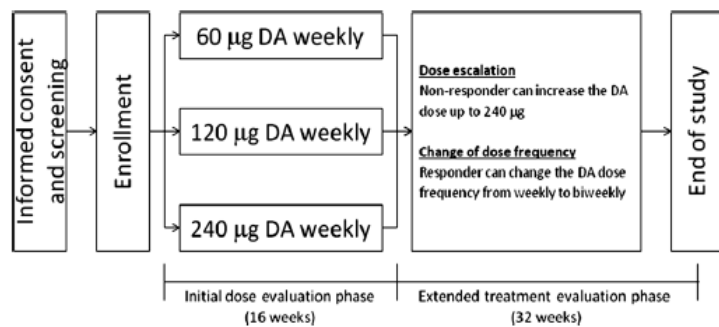 Informed consent
and screening
Enrollment
60 µg DA weekly
120 µg DA weekly
240 µg DA weekly
Dose escalation
Non-responder can increase the DA
dose up to 240 µg
Change of dose frequency
Responder can change the DA dose
frequency from weekly to biweekly
End of study
Initial dose evaluation phase
(16 weeks)
Extended treatment evaluation phase
(32 weeks)